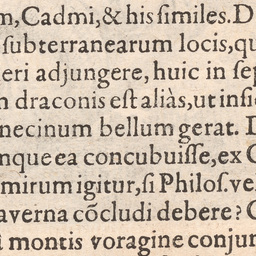 m, Cadmi, & his similes. D
ſubterranearum locis, qu
eri adjungere, huic in ſep
n draconis eſt aliàs, ut inſi
necinum bellum gerat. D
nque ea concubuiſſe, ex C
mirum igitur, ſi Philoſ. ve
averna cõcludi debere? C
montis voragine conjun